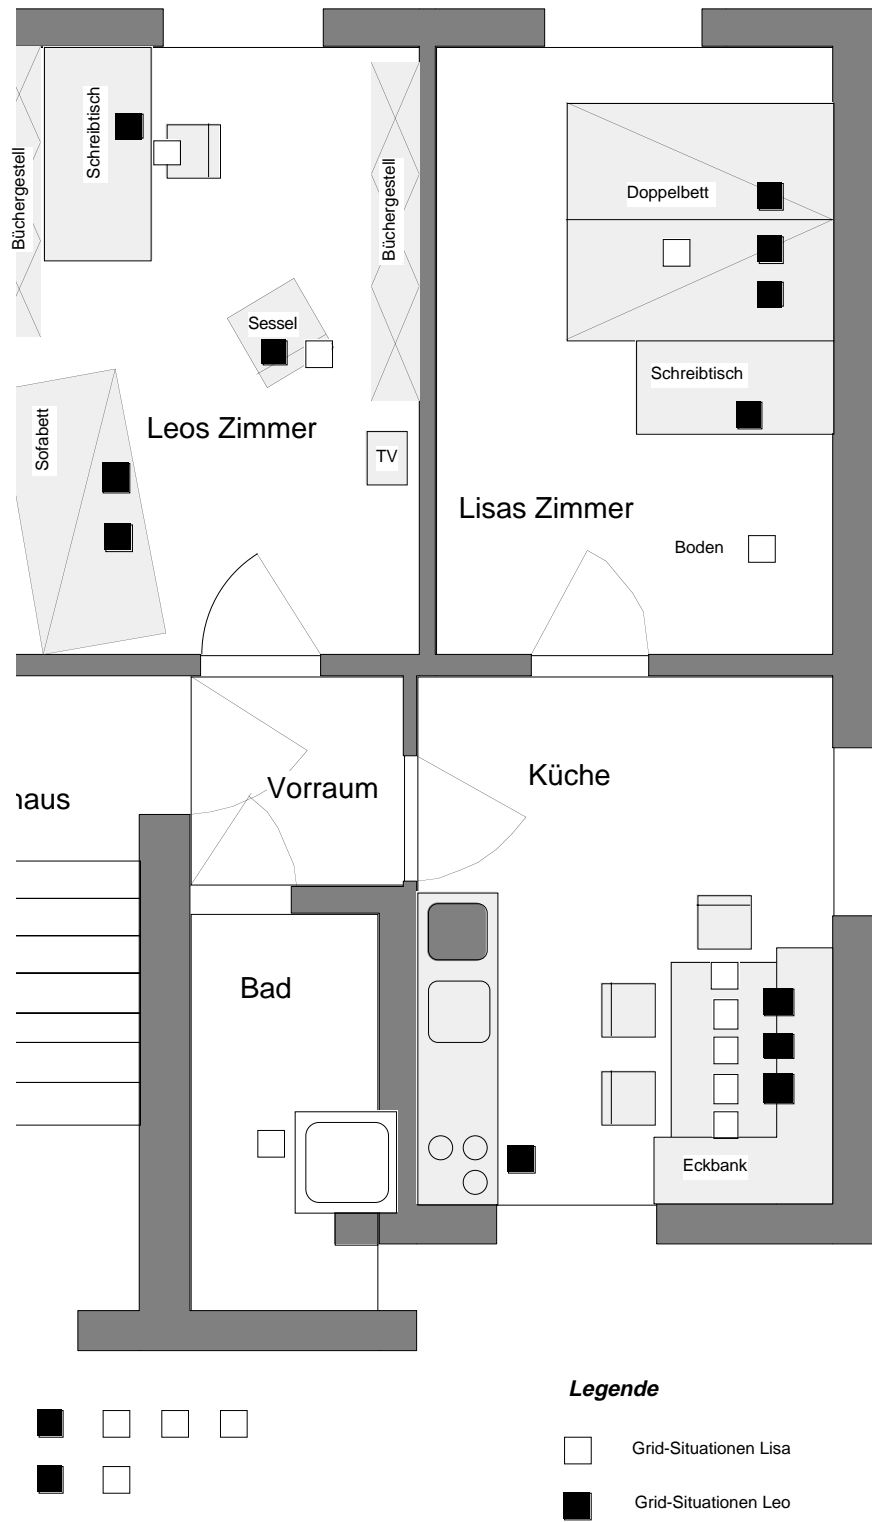 Schreibtisch
Büchergestell
Büchergestell
Doppelbett
Sessel
Schreibtisch
Sofabett
Leos Zimmer
TV
Lisas Zimmer
Boden
Vorraum
Küche
haus
Bad
Eckbank
Legende
Grid-Situationen Lisa
Grid-Situationen Leo